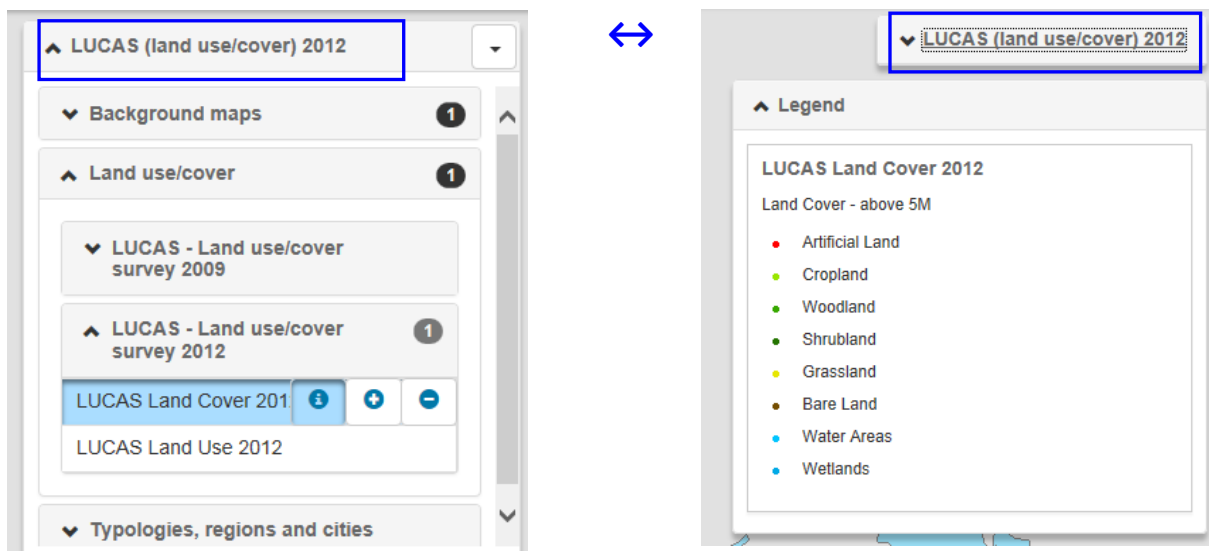 LUCAS (land use/cover) 2012
Background maps 1
Land use/cover 1
LUCAS - Land use/cover
survey 2009
LUCAS - Land use/cover 1
survey 2012
LUCAS Land Cover 201
LUCAS Land Use 2012
Typologies, regions and cities
LUCAS (land use/cover) 2012
Legend
LUCAS Land Cover 2012
Land Cover - above 5M
Artificial Land
Cropland
Woodland
Shrubland
Grassland
Bare Land
Water Areas
Wetlands